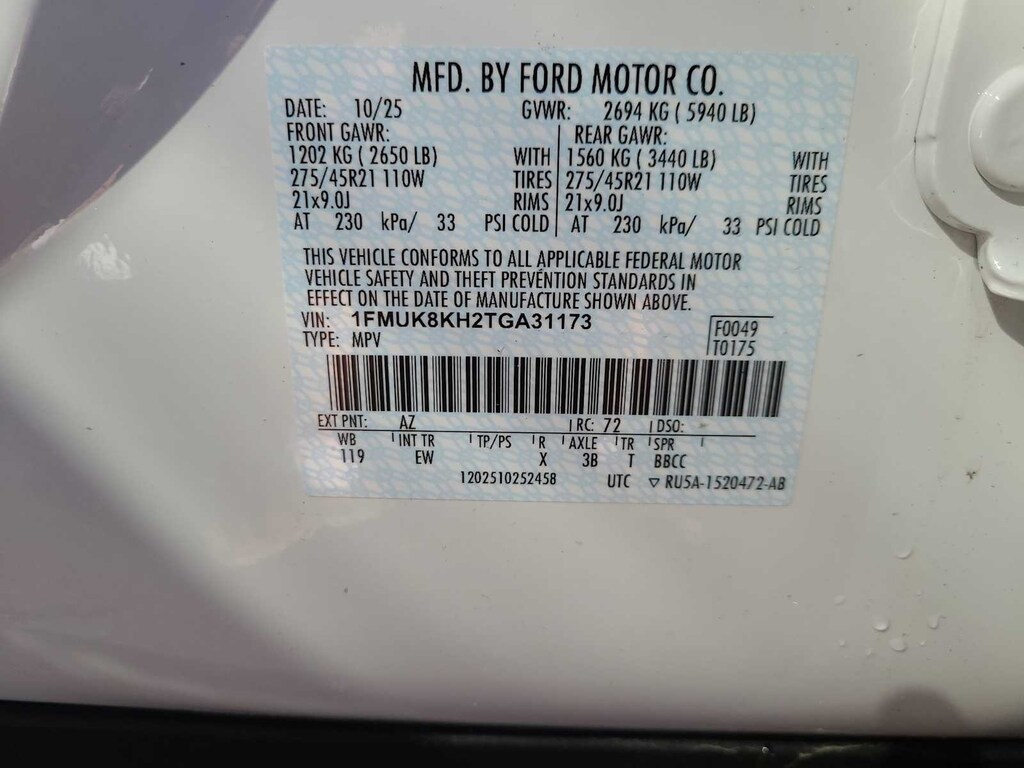 MFD. BY FORD MOTOR CO.
DATE: 10/25 GVWR: 2694 KG ( 5940 LB)
FRONT GAWR: REAR GAWR:
1202 KG ( 2650 LB) WITH 1560 KG ( 3440 LB) WITH
275/45R21 110W TIRES 275/45R21 110W TIRES
21x9.0J RIMS 21x9.0J RIMS
AT 230 kPa/ 33 PSI COLD AT 230 kPa/ 33 PSI COLD
THIS VEHICLE CONFORMS TO ALL APPLICABLE FEDERAL MOTOR
VEHICLE SAFETY AND THEFT PREVENTION STANDARDS IN
EFFECT ON THE DATE OF MANUFACTURE SHOWN ABOVE.
VIN: 1FMUK8KH2TGA31173 F0049
TYPE: MPV T0175
EXT PNT: AZ RC: 72 DSO:
WB INT TR TP/PS R AXLE TR SPR
119 EW X 3B T BBCC
1202510252458 UTC ▽ RU5A-1520472-AB